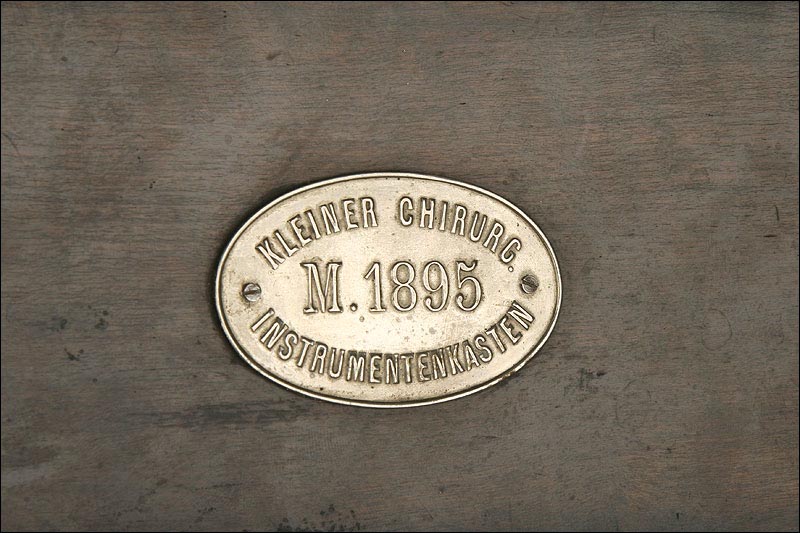 KLEINER CHIRURG.
M. 1895
INSTRUMENTENKASTEN